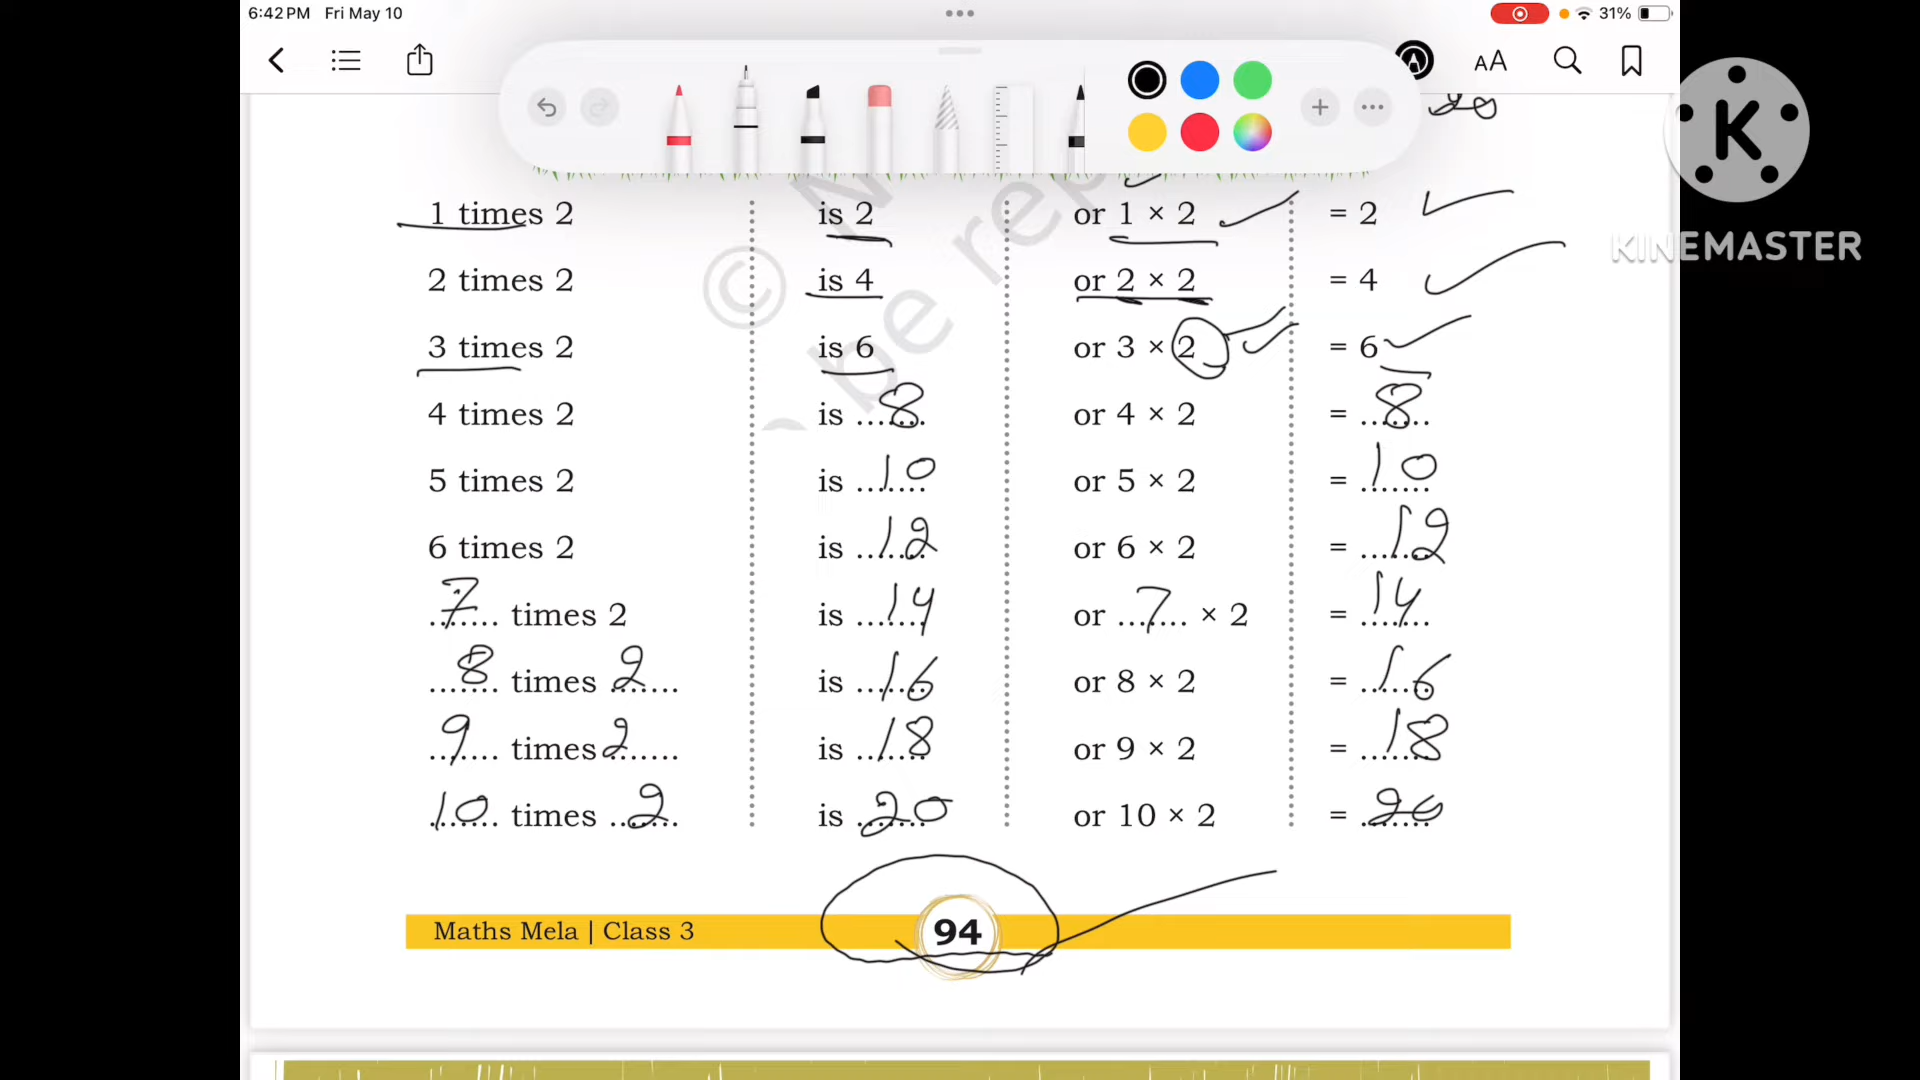 6:42 PM Fri May 10
31%
AA
20
K
KINEMASTER
© N
be rep
1 times 2 is 2 or 1 × 2 = 2
2 times 2 is 4 or 2 × 2 = 4
3 times 2 is 6 or 3 × 2 = 6
4 times 2 is 8 or 4 × 2 = 8
5 times 2 is 10 or 5 × 2 = 10
6 times 2 is 12 or 6 × 2 = 12
7 times 2 is 14 or 7 × 2 = 14
8 times 2 is 16 or 8 × 2 = 16
9 times 2 is 18 or 9 × 2 = 18
10 times 2 is 20 or 10 × 2 = 20
Maths Mela | Class 3 94